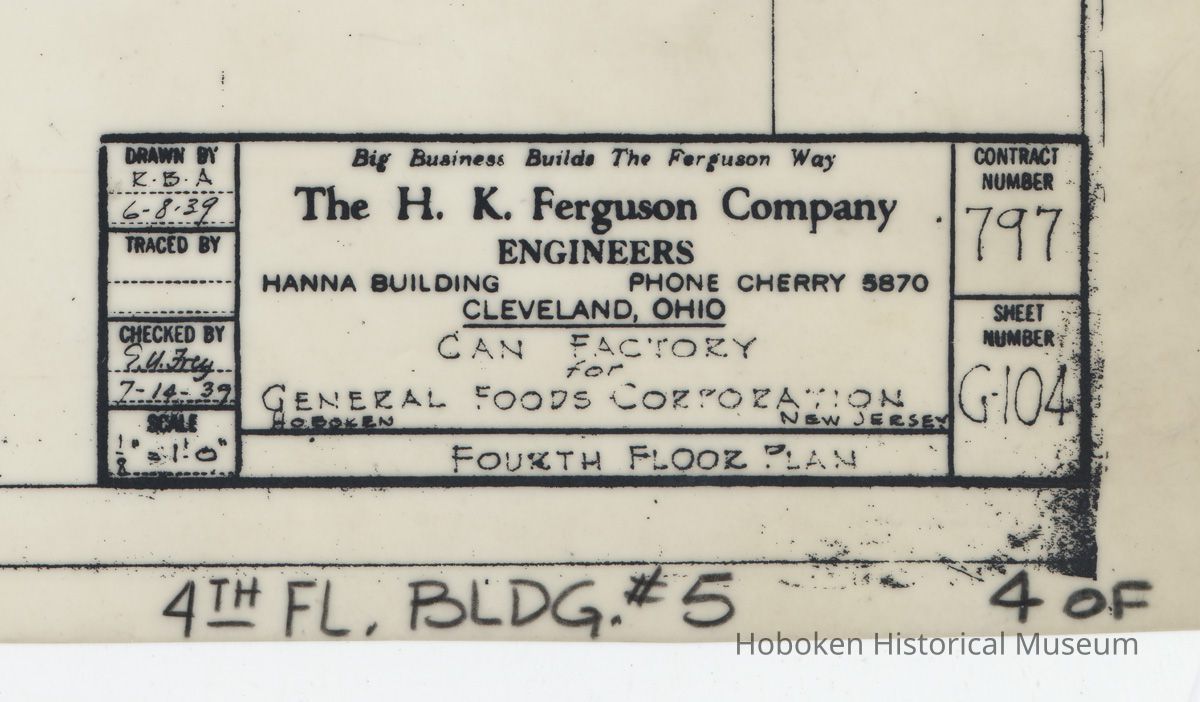 DRAWN BY
R.B.A
6-8-39
TRACED BY
CHECKED BY
Frey
7-14-39
SCALE
1/8" = 1'-0"
Big Business Builds The Ferguson Way
The H. K. Ferguson Company
ENGINEERS
HANNA BUILDING PHONE CHERRY 5870
CLEVELAND, OHIO
CAN FACTORY
for
GENERAL FOODS CORPORATION
HOBOKEN NEW JERSEY
FOURTH FLOOR PLAN
CONTRACT
NUMBER
797
SHEET
NUMBER
G-104
4TH FL. BLDG. #5 4 OF
Hoboken Historical Museum